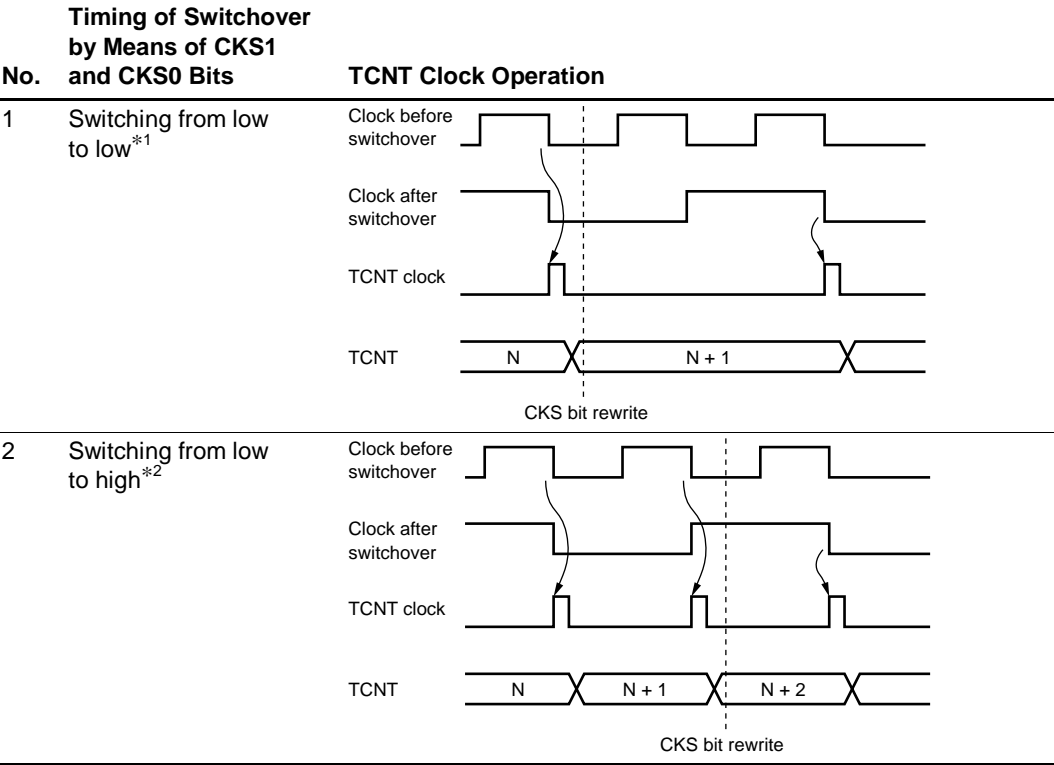 Timing of Switchover
by Means of CKS1
No. and CKS0 Bits TCNT Clock Operation
1 Switching from low
to low*1
Clock before
switchover
Clock after
switchover
TCNT clock
TCNT N N + 1
CKS bit rewrite
2 Switching from low
to high*2
Clock before
switchover
Clock after
switchover
TCNT clock
TCNT N N + 1 N + 2
CKS bit rewrite